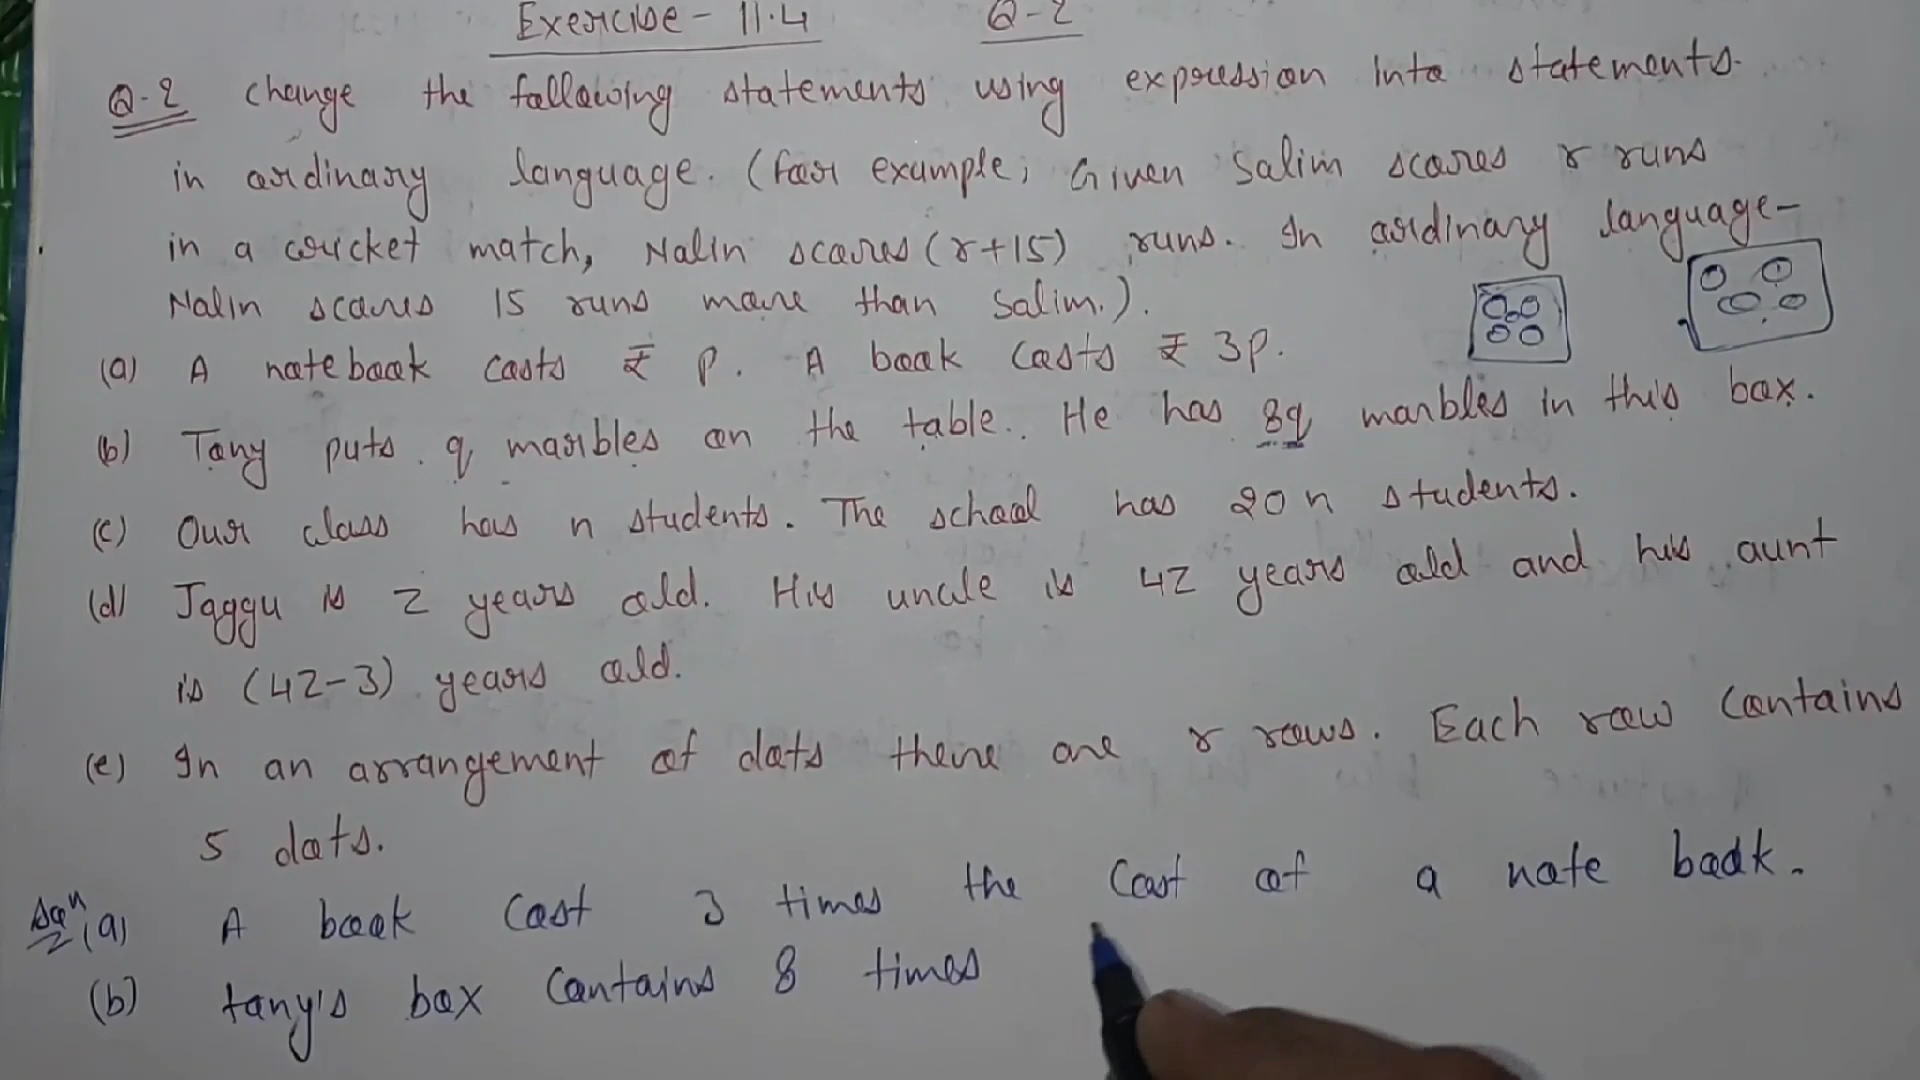 Exercise - 11.4 Q-2
Q-2 change the following statements using expression into statements
in ordinary language. (for example; Given Salim scores r runs
in a cricket match, Nalin scores (r+15) runs. In ordinary language-
Nalin scores 15 runs more than Salim.).
(a) A notebook costs ₹ p. A book costs ₹ 3p.
(b) Tony puts q marbles on the table. He has 8q marbles in this box.
(c) Our class has n students. The school has 20n students.
(d) Jaggu is z years old. His uncle is 4z years old and his aunt
is (4z-3) years old.
(e) In an arrangement of dots there are r rows. Each row contains
5 dots.
Solⁿ (a) A book cost 3 times the cost of a note book.
(b) tony's box contains 8 times